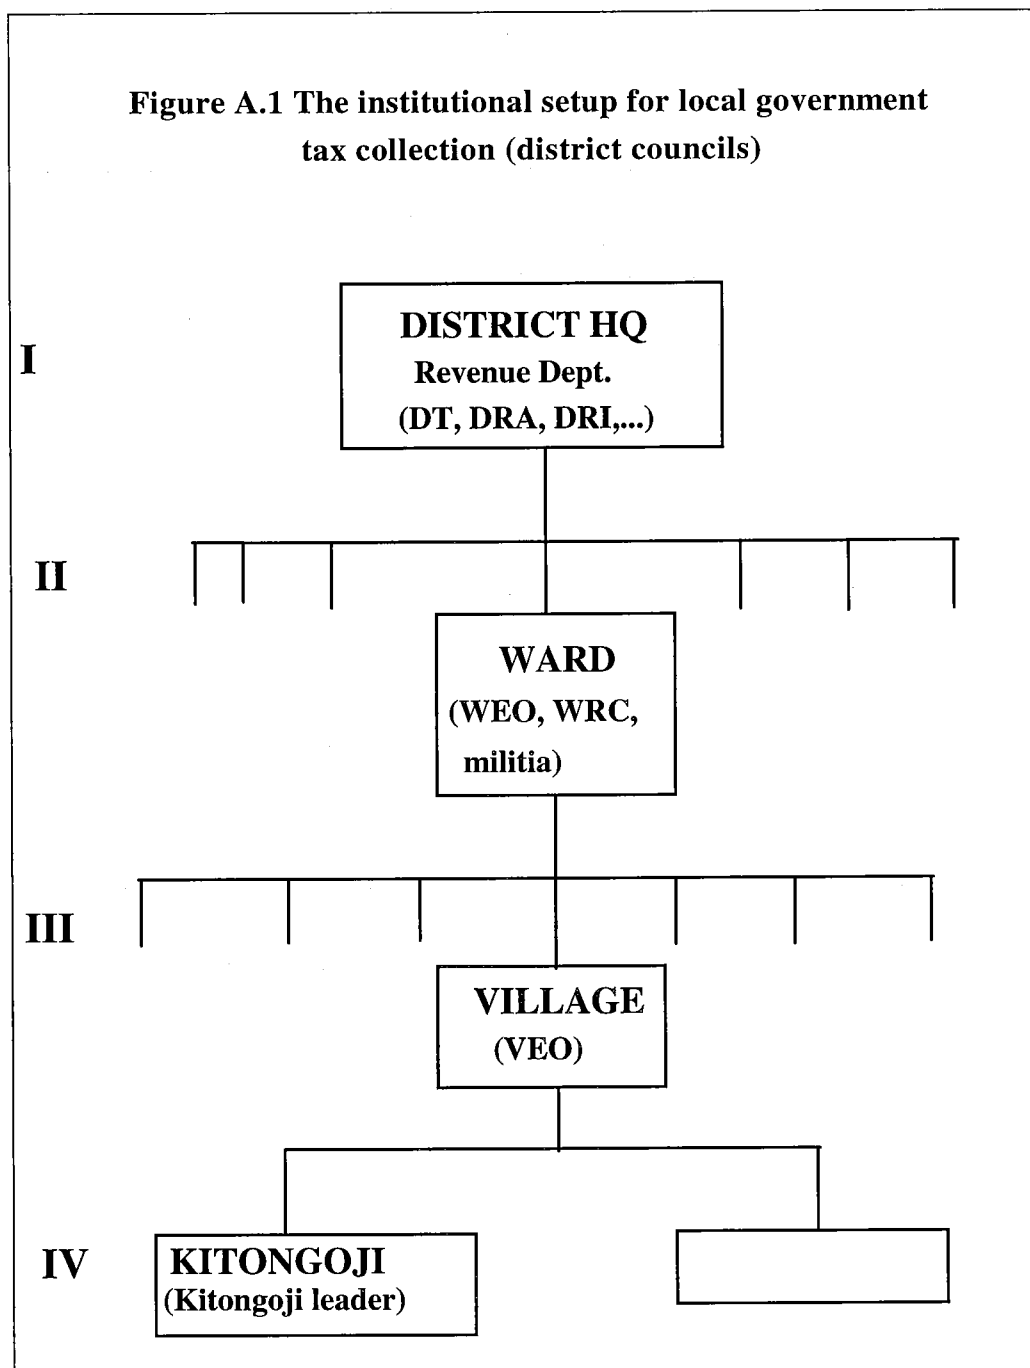 Figure A.1 The institutional setup for local government
tax collection (district councils)
I
DISTRICT HQ
Revenue Dept.
(DT, DRA, DRI,...)
II
WARD
(WEO, WRC,
militia)
III
VILLAGE
(VEO)
IV
KITONGOJI
(Kitongoji leader)